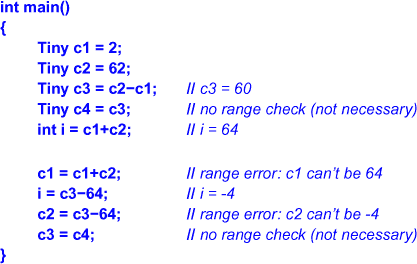 int main()
{
Tiny c1 = 2;
Tiny c2 = 62;
Tiny c3 = c2−c1; // c3 = 60
Tiny c4 = c3; // no range check (not necessary)
int i = c1+c2; // i = 64
c1 = c1+c2; // range error: c1 can't be 64
i = c3−64; // i = -4
c2 = c3−64; // range error: c2 can't be -4
c3 = c4; // no range check (not necessary)
}